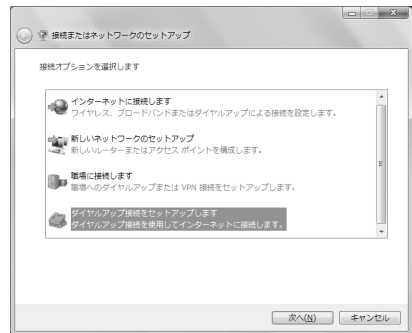 接続またはネットワークのセットアップ
接続オプションを選択します
インターネットに接続します
ワイヤレス、ブロードバンドまたはダイヤルアップによる接続を設定します。
新しいネットワークのセットアップ
新しいルーターまたはアクセス ポイントを構成します。
職場に接続します
職場へのダイヤルアップまたは VPN 接続をセットアップします。
ダイヤルアップ接続をセットアップします
ダイヤルアップ接続を使用してインターネットに接続します。
次へ(N)
キャンセル